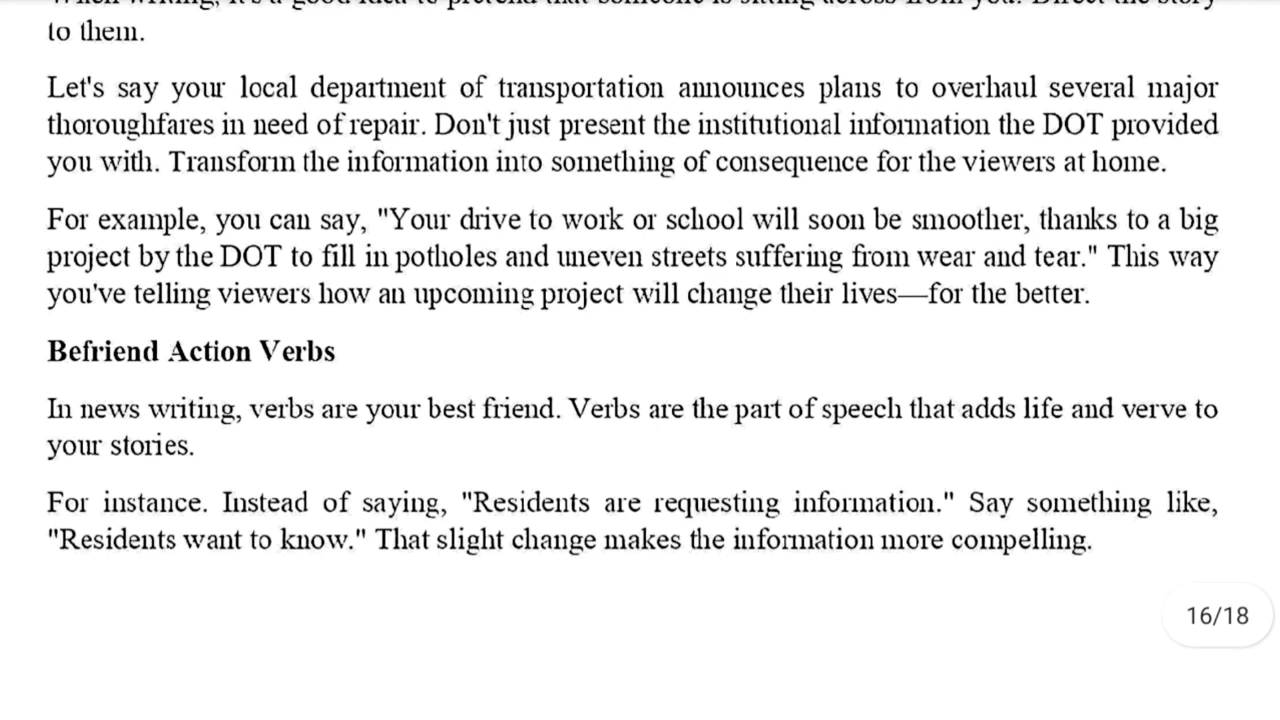 to them.
Let's say your local department of transportation announces plans to overhaul several major
thoroughfares in need of repair. Don't just present the institutional information the DOT provided
you with. Transform the information into something of consequence for the viewers at home.
For example, you can say, "Your drive to work or school will soon be smoother, thanks to a big
project by the DOT to fill in potholes and uneven streets suffering from wear and tear." This way
you've telling viewers how an upcoming project will change their lives—for the better.
Befriend Action Verbs
In news writing, verbs are your best friend. Verbs are the part of speech that adds life and verve to
your stories.
For instance. Instead of saying, "Residents are requesting information." Say something like,
"Residents want to know." That slight change makes the information more compelling.
16/18